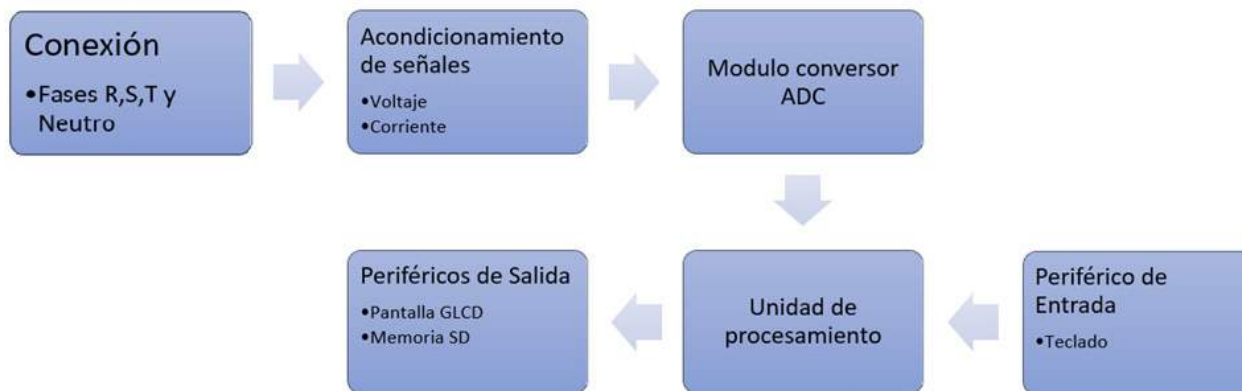 Conexión
•Fases R,S,T y
Neutro
Acondicionamiento
de señales
•Voltaje
•Corriente
Modulo conversor
ADC
Periféricos de Salida
•Pantalla GLCD
•Memoria SD
Unidad de
procesamiento
Periférico de
Entrada
•Teclado